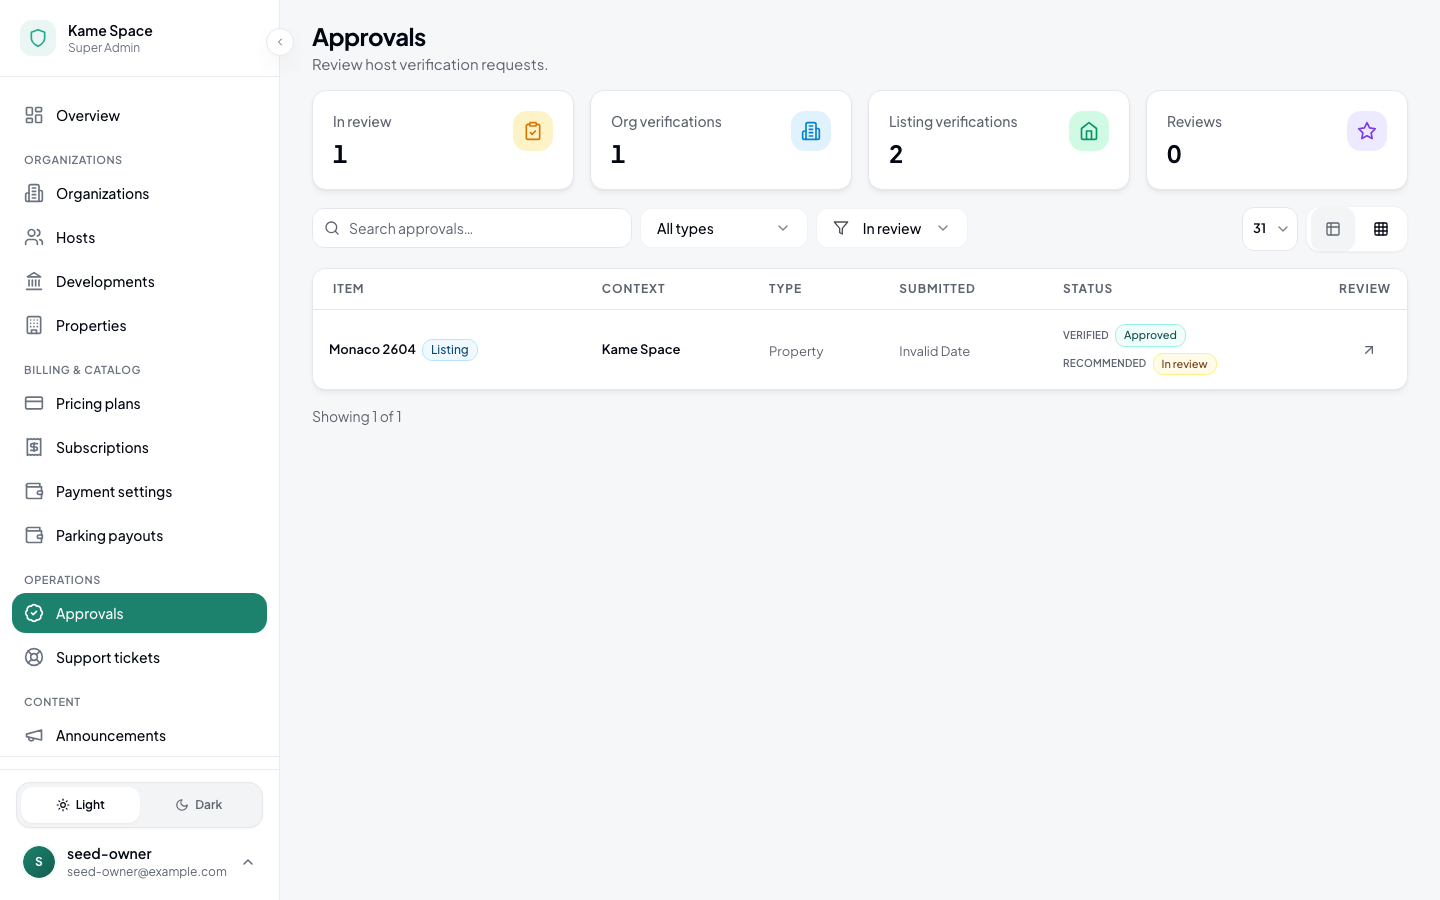 Kame Space
Super Admin
Overview
ORGANIZATIONS
Organizations
Hosts
Developments
Properties
BILLING & CATALOG
Pricing plans
Subscriptions
Payment settings
Parking payouts
OPERATIONS
Approvals
Support tickets
CONTENT
Announcements
Light Dark
S
seed-owner
seed-owner@example.com
Approvals
Review host verification requests.
In review
1
Org verifications
1
Listing verifications
2
Reviews
0
Search approvals...
All types
In review
31
ITEM CONTEXT TYPE SUBMITTED STATUS REVIEW
Monaco 2604 Listing Kame Space Property Invalid Date
VERIFIED Approved
RECOMMENDED In review
Showing 1 of 1